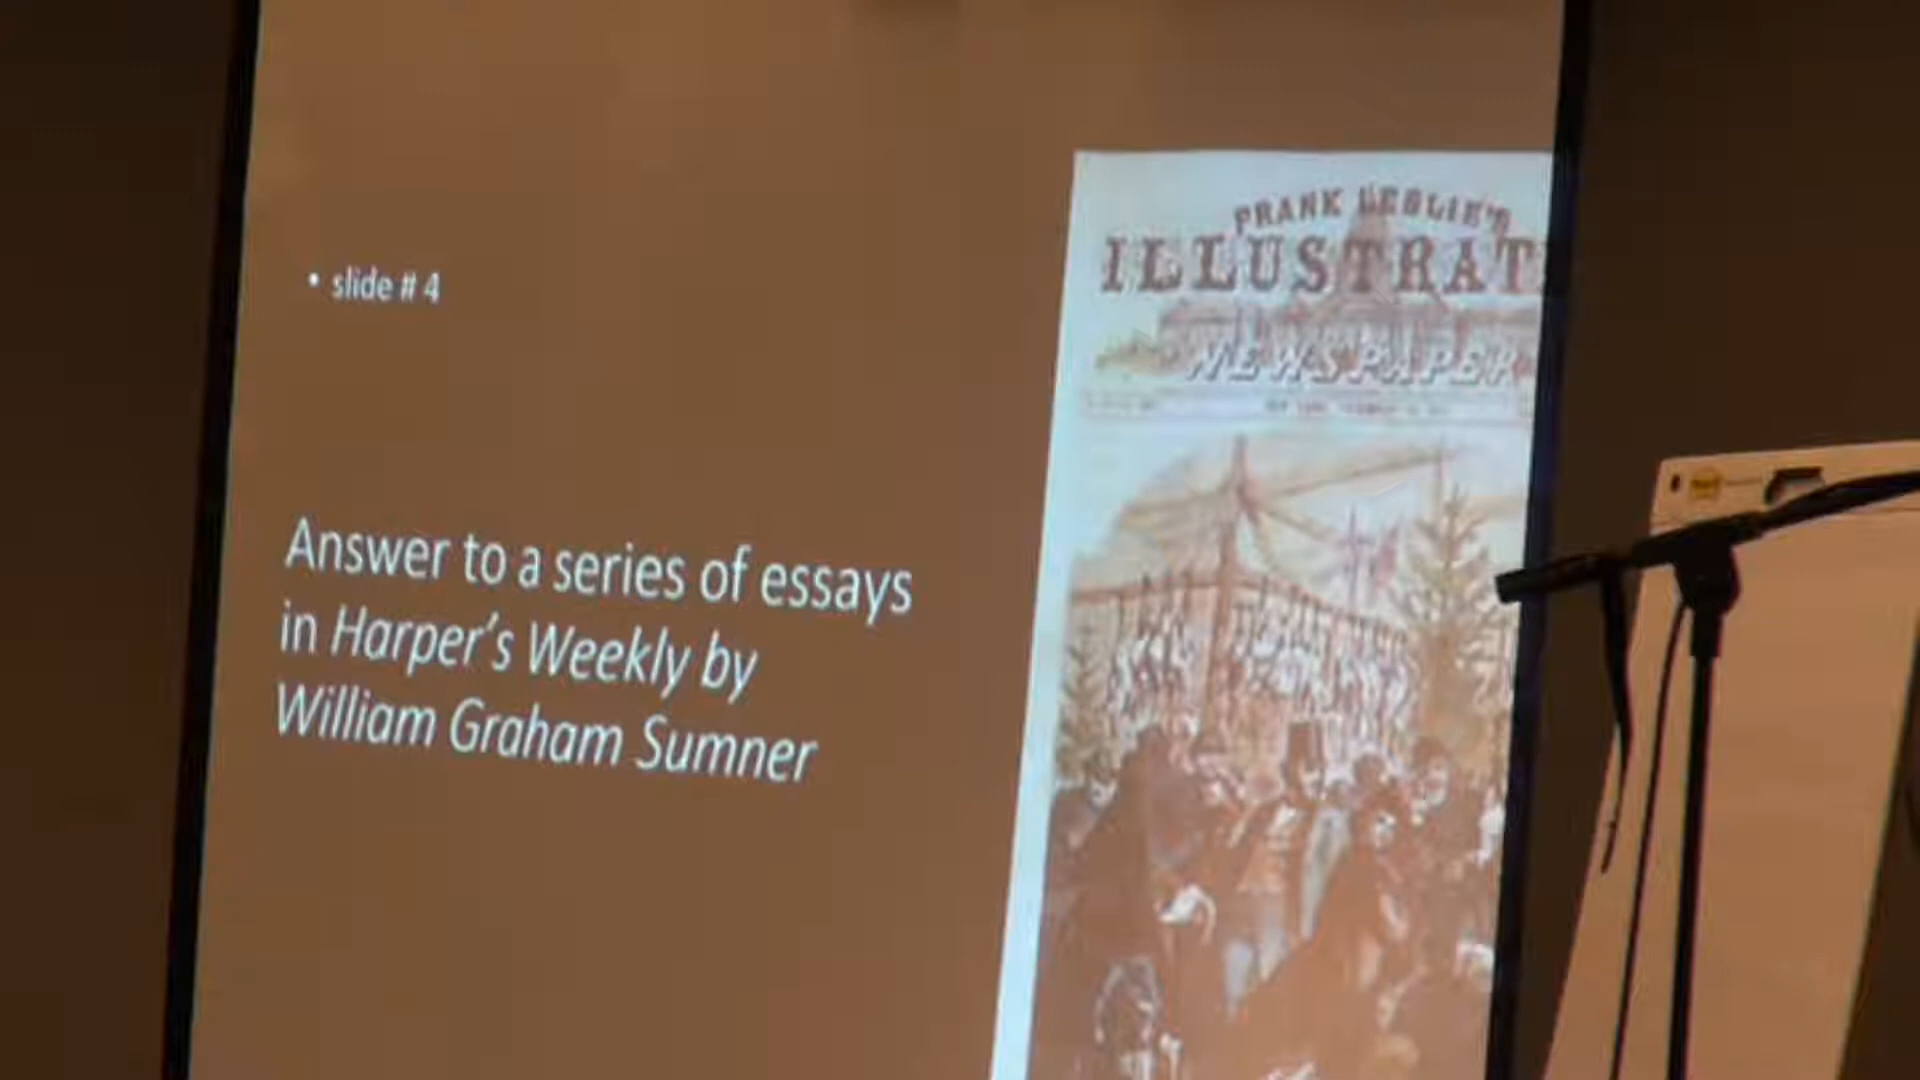 • slide # 4
Answer to a series of essays
in Harper's Weekly by
William Graham Sumner
FRANK LESLIE'S
ILLUSTRAT
NEWSPAPER